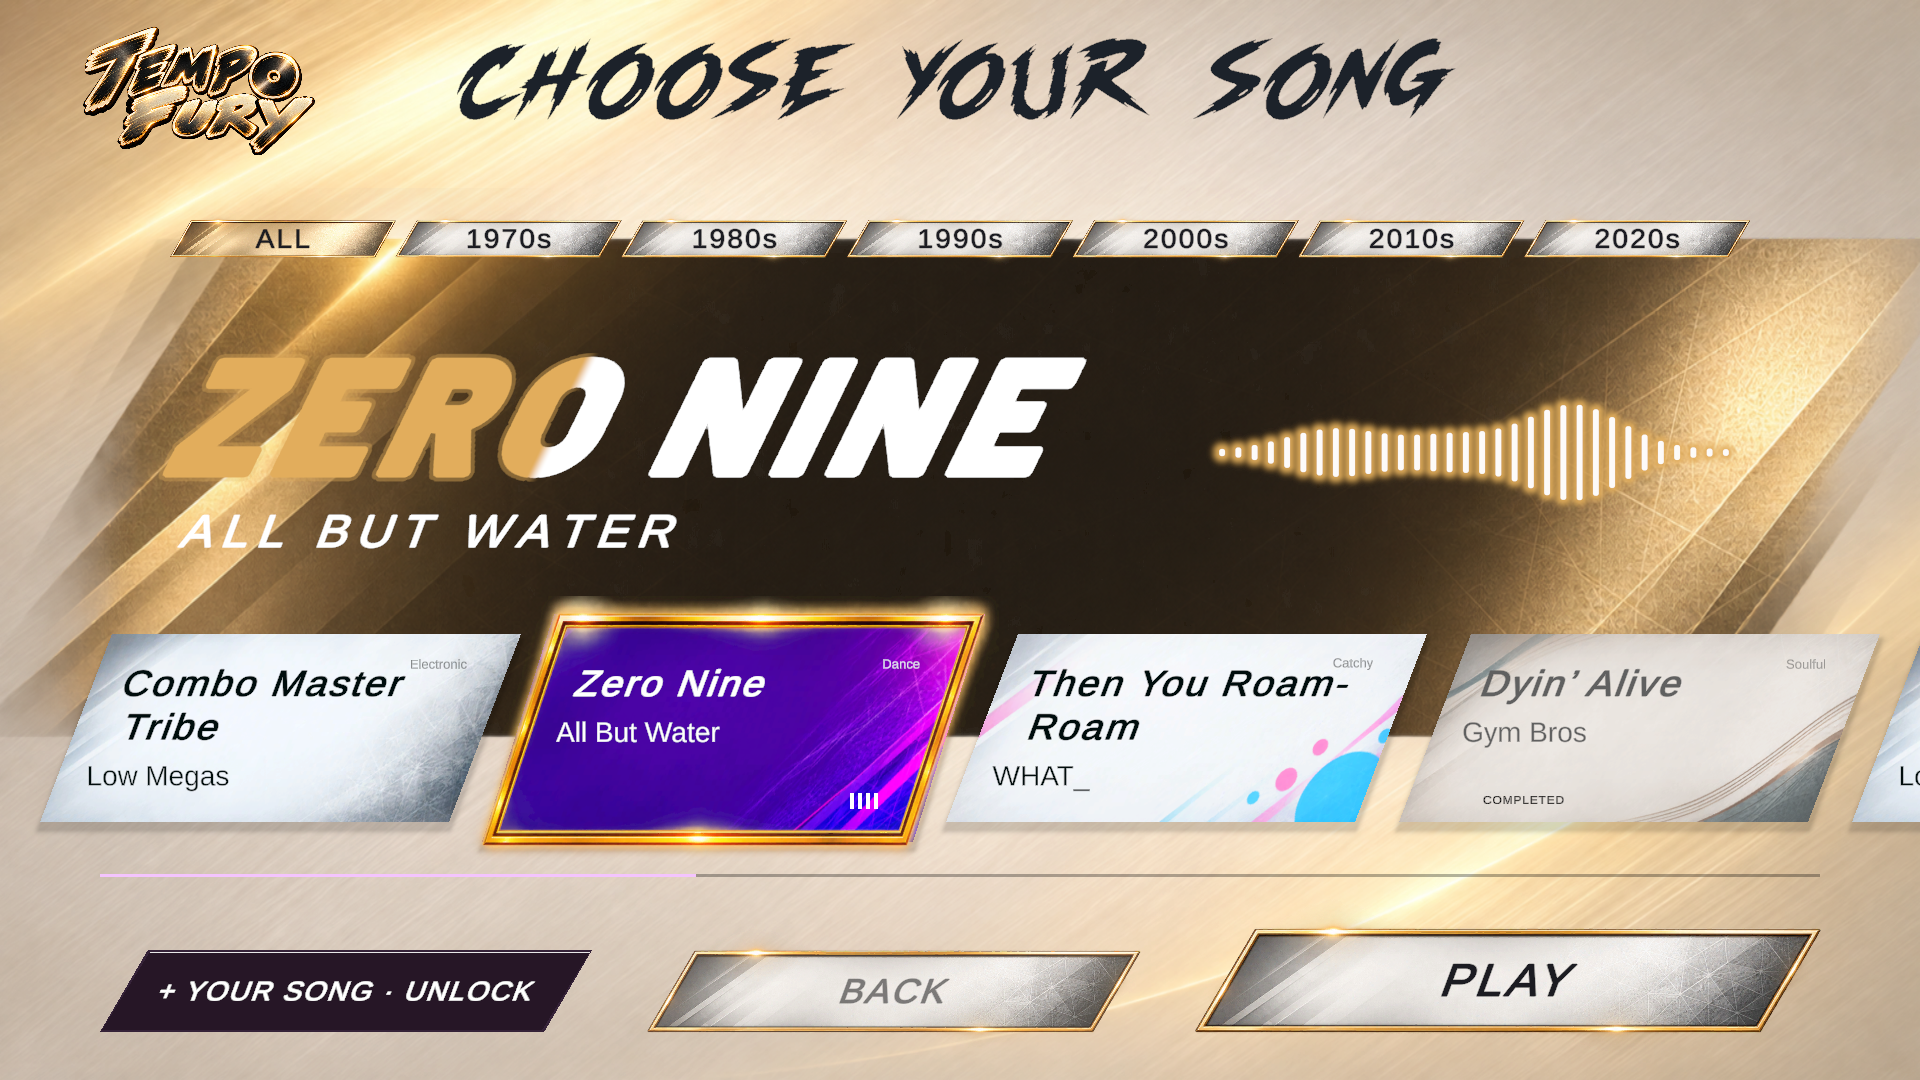 TEMPO
FURY
CHOOSE YOUR SONG
ALL
1970s
1980s
1990s
2000s
2010s
2020s
ZERO NINE
ALL BUT WATER
Combo Master
Tribe
Electronic
Low Megas
Zero Nine
Dance
All But Water
Then You Roam-
Roam
Catchy
WHAT_
Dyin’ Alive
Soulful
Gym Bros
COMPLETED
+ YOUR SONG · UNLOCK
BACK
PLAY